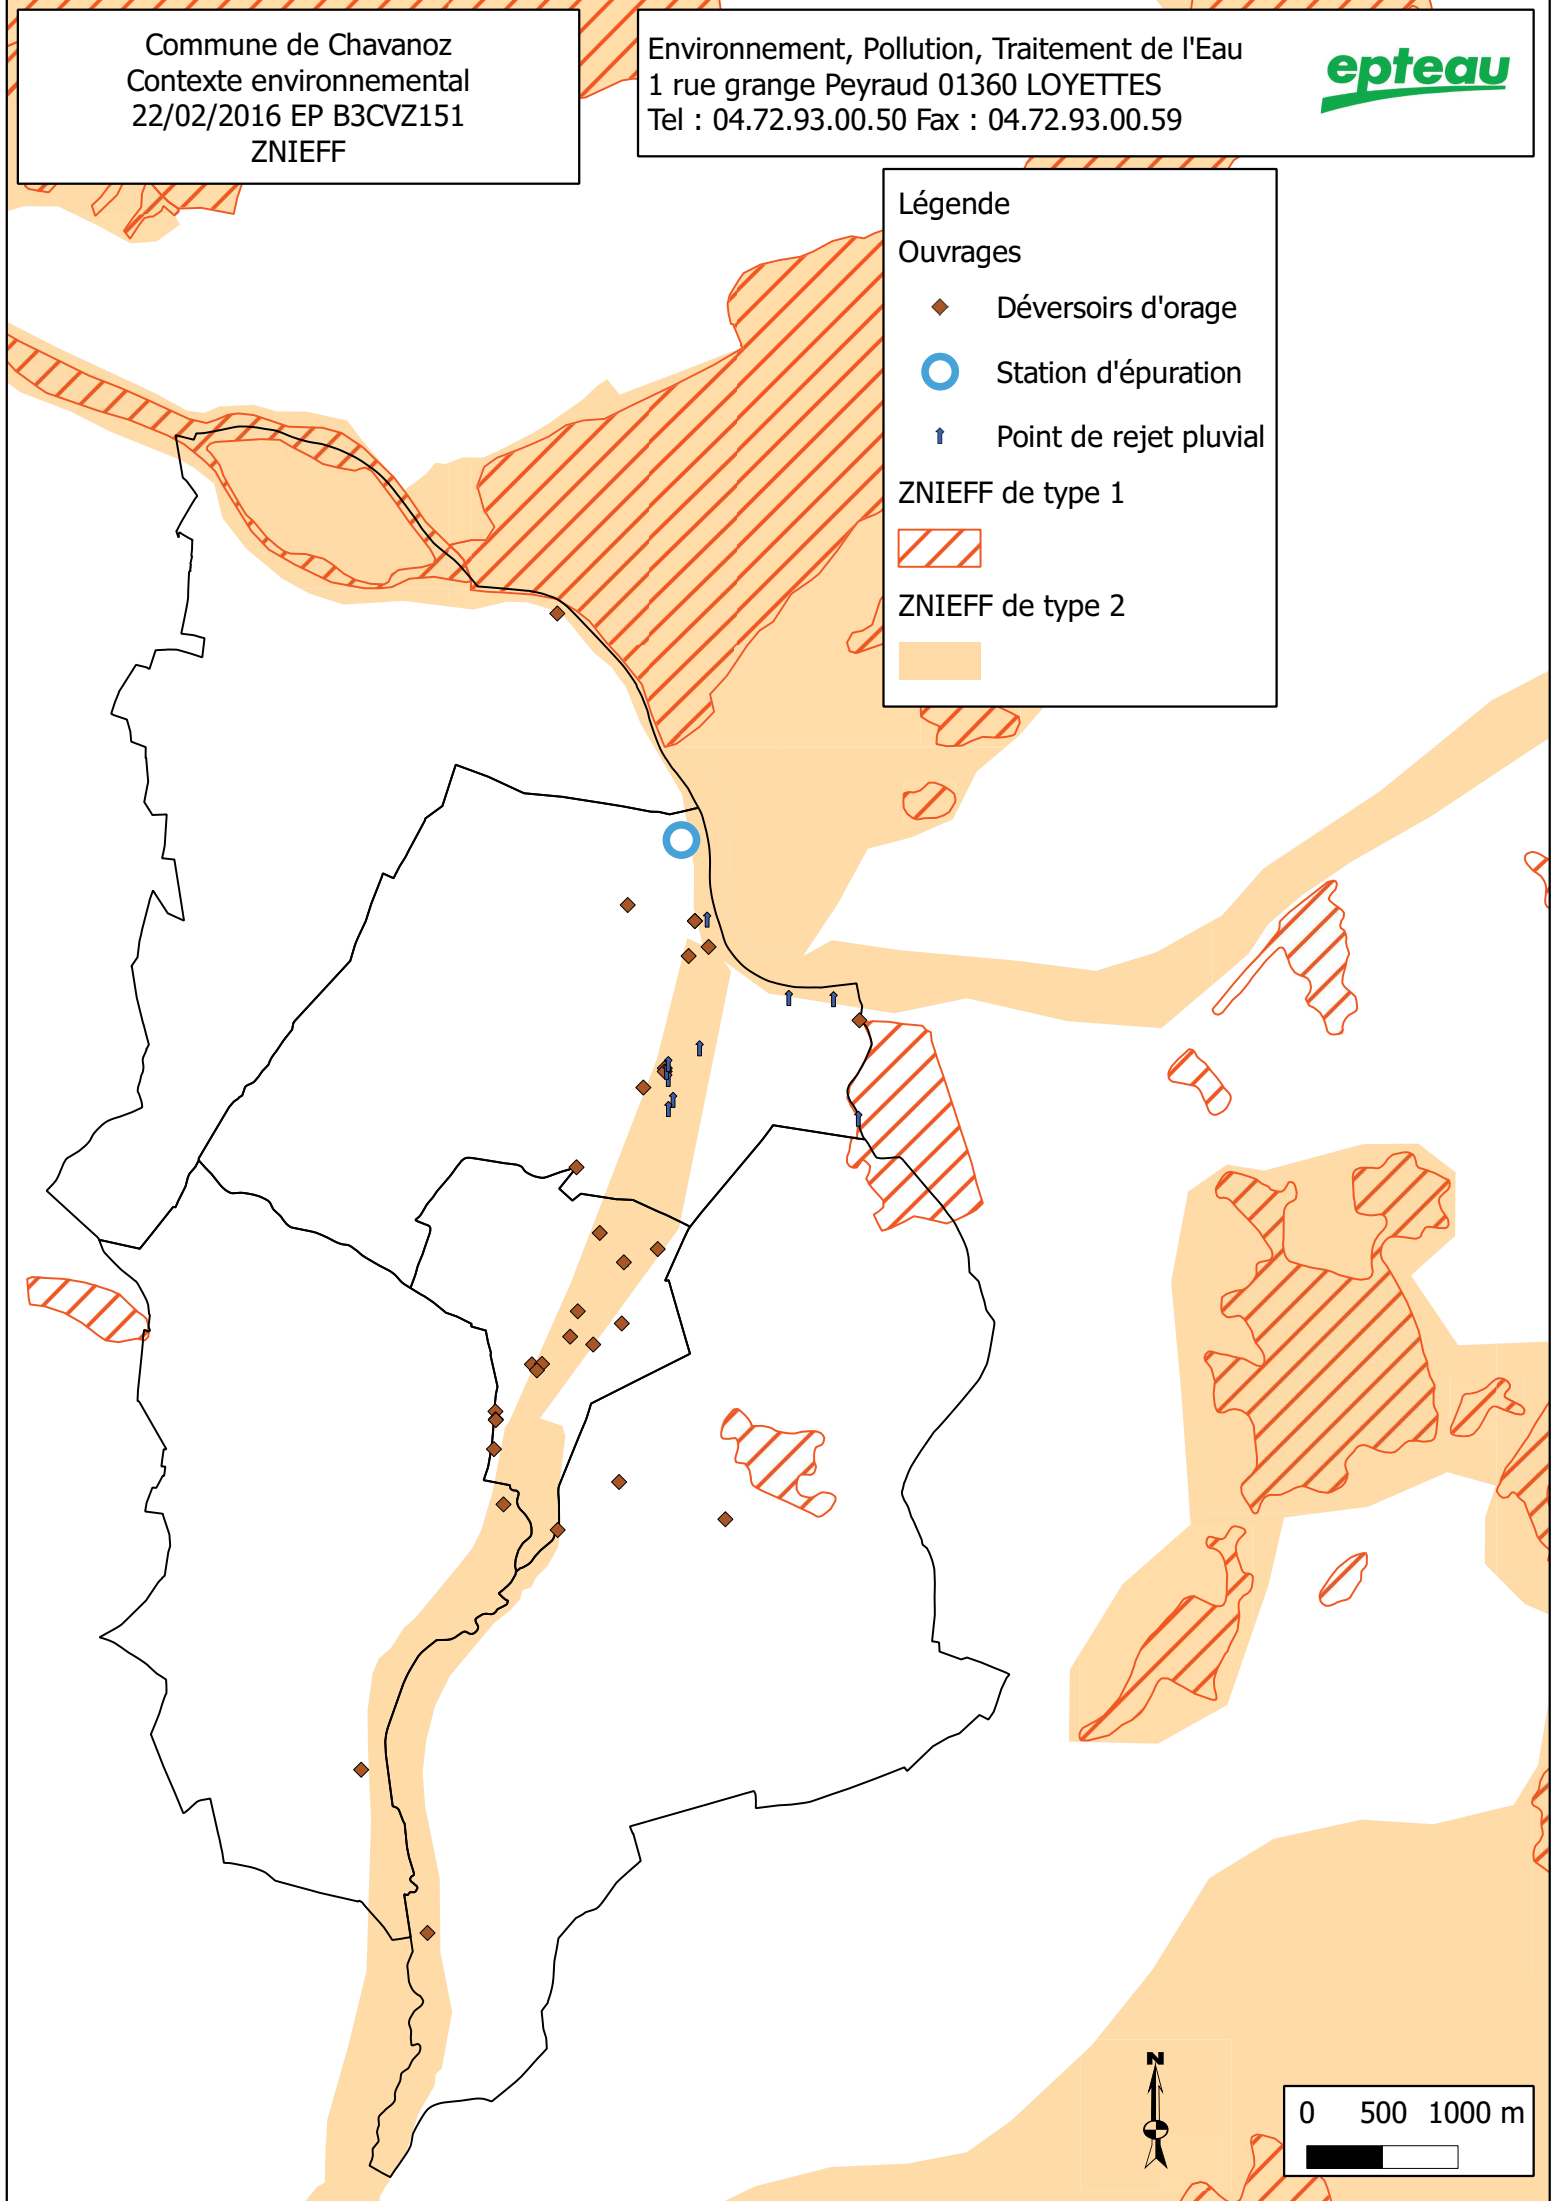 Commune de Chavanoz
Contexte environnemental
22/02/2016 EP B3CVZ151
ZNIEFF
Environnement, Pollution, Traitement de l'Eau
1 rue grange Peyraud 01360 LOYETTES
Tel : 04.72.93.00.50 Fax : 04.72.93.00.59
epteau
Légende
Ouvrages
Déversoirs d'orage
Station d'épuration
Point de rejet pluvial
ZNIEFF de type 1
ZNIEFF de type 2
N
0 500 1000 m